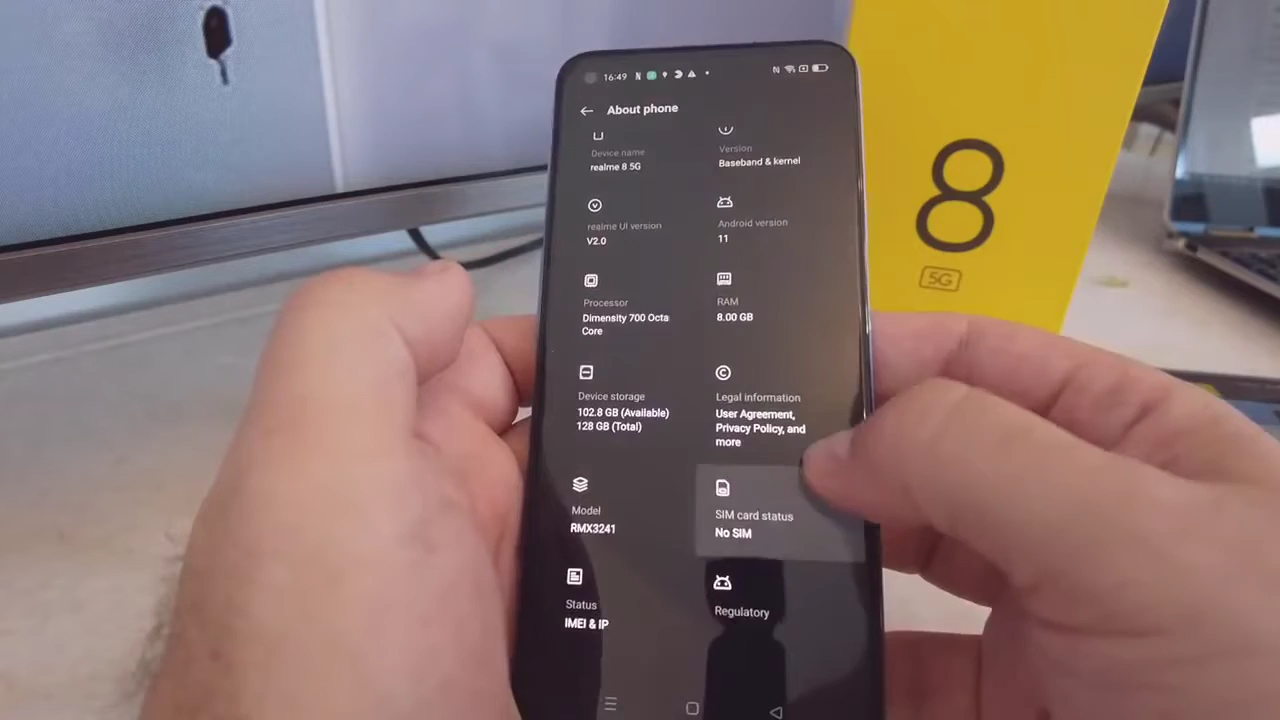 16:49
About phone
Device name
realme 8 5G
Version
Baseband & kernel
realme UI version
V2.0
Android version
11
Processor
Dimensity 700 Octa
Core
RAM
8.00 GB
Device storage
102.8 GB (Available)
128 GB (Total)
Legal information
User Agreement,
Privacy Policy, and
more
Model
RMX3241
SIM card status
No SIM
Status
IMEI & IP
Regulatory
8
5G